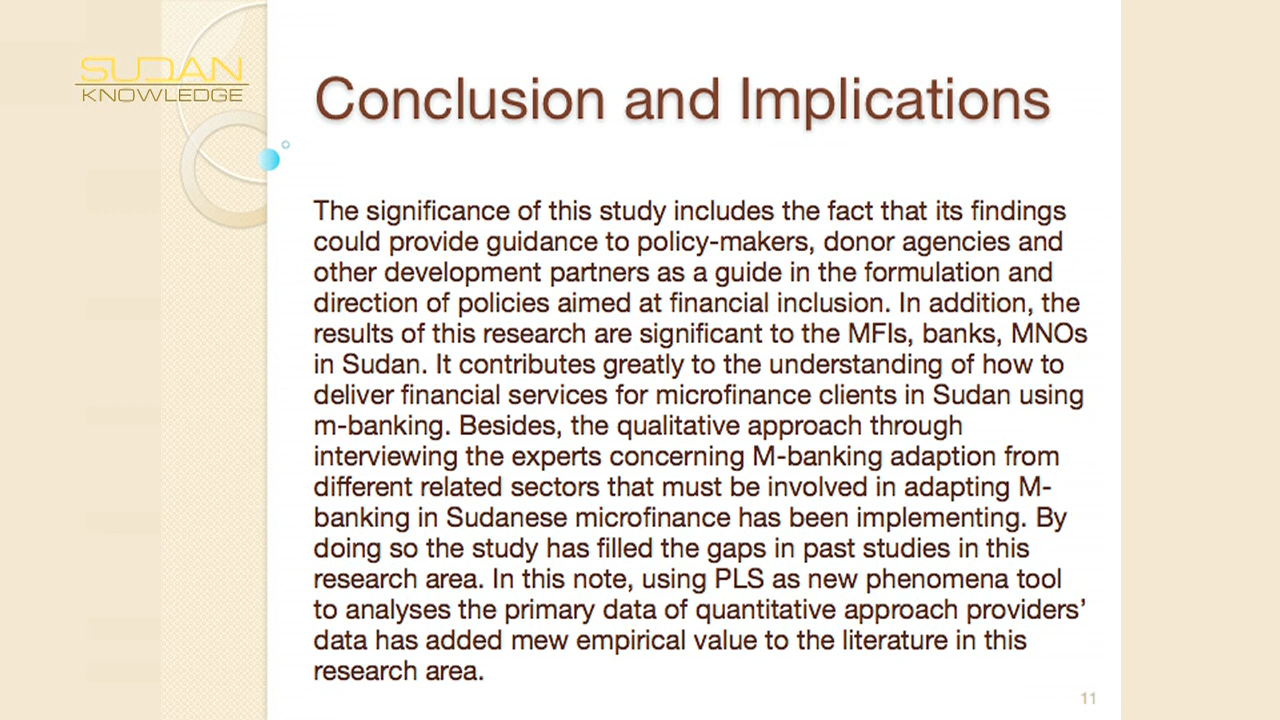 SUDAN
KNOWLEDGE
Conclusion and Implications
The significance of this study includes the fact that its findings
could provide guidance to policy-makers, donor agencies and
other development partners as a guide in the formulation and
direction of policies aimed at financial inclusion. In addition, the
results of this research are significant to the MFIs, banks, MNOs
in Sudan. It contributes greatly to the understanding of how to
deliver financial services for microfinance clients in Sudan using
m-banking. Besides, the qualitative approach through
interviewing the experts concerning M-banking adaption from
different related sectors that must be involved in adapting M-
banking in Sudanese microfinance has been implementing. By
doing so the study has filled the gaps in past studies in this
research area. In this note, using PLS as new phenomena tool
to analyses the primary data of quantitative approach providers’
data has added mew empirical value to the literature in this
research area.
11